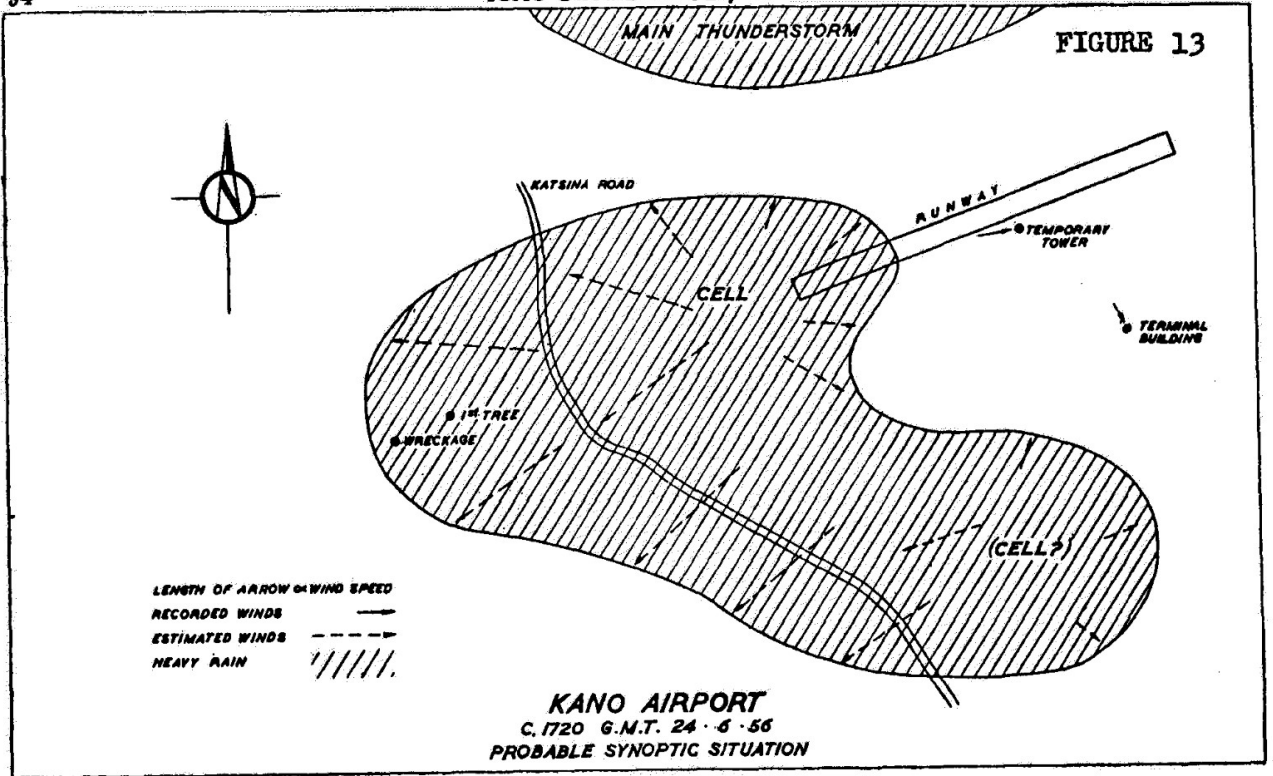 MAIN THUNDERSTORM
FIGURE 13
N
KATSINA ROAD
RUNWAY
TEMPORARY
TOWER
CELL
TERMINAL
BUILDING
1st TREE
WRECKAGE
(CELL?)
LENGTH OF ARROW ∝ WIND SPEED
RECORDED WINDS
ESTIMATED WINDS
HEAVY RAIN
KANO AIRPORT
C. 1720 G.M.T. 24 · 6 · 56
PROBABLE SYNOPTIC SITUATION